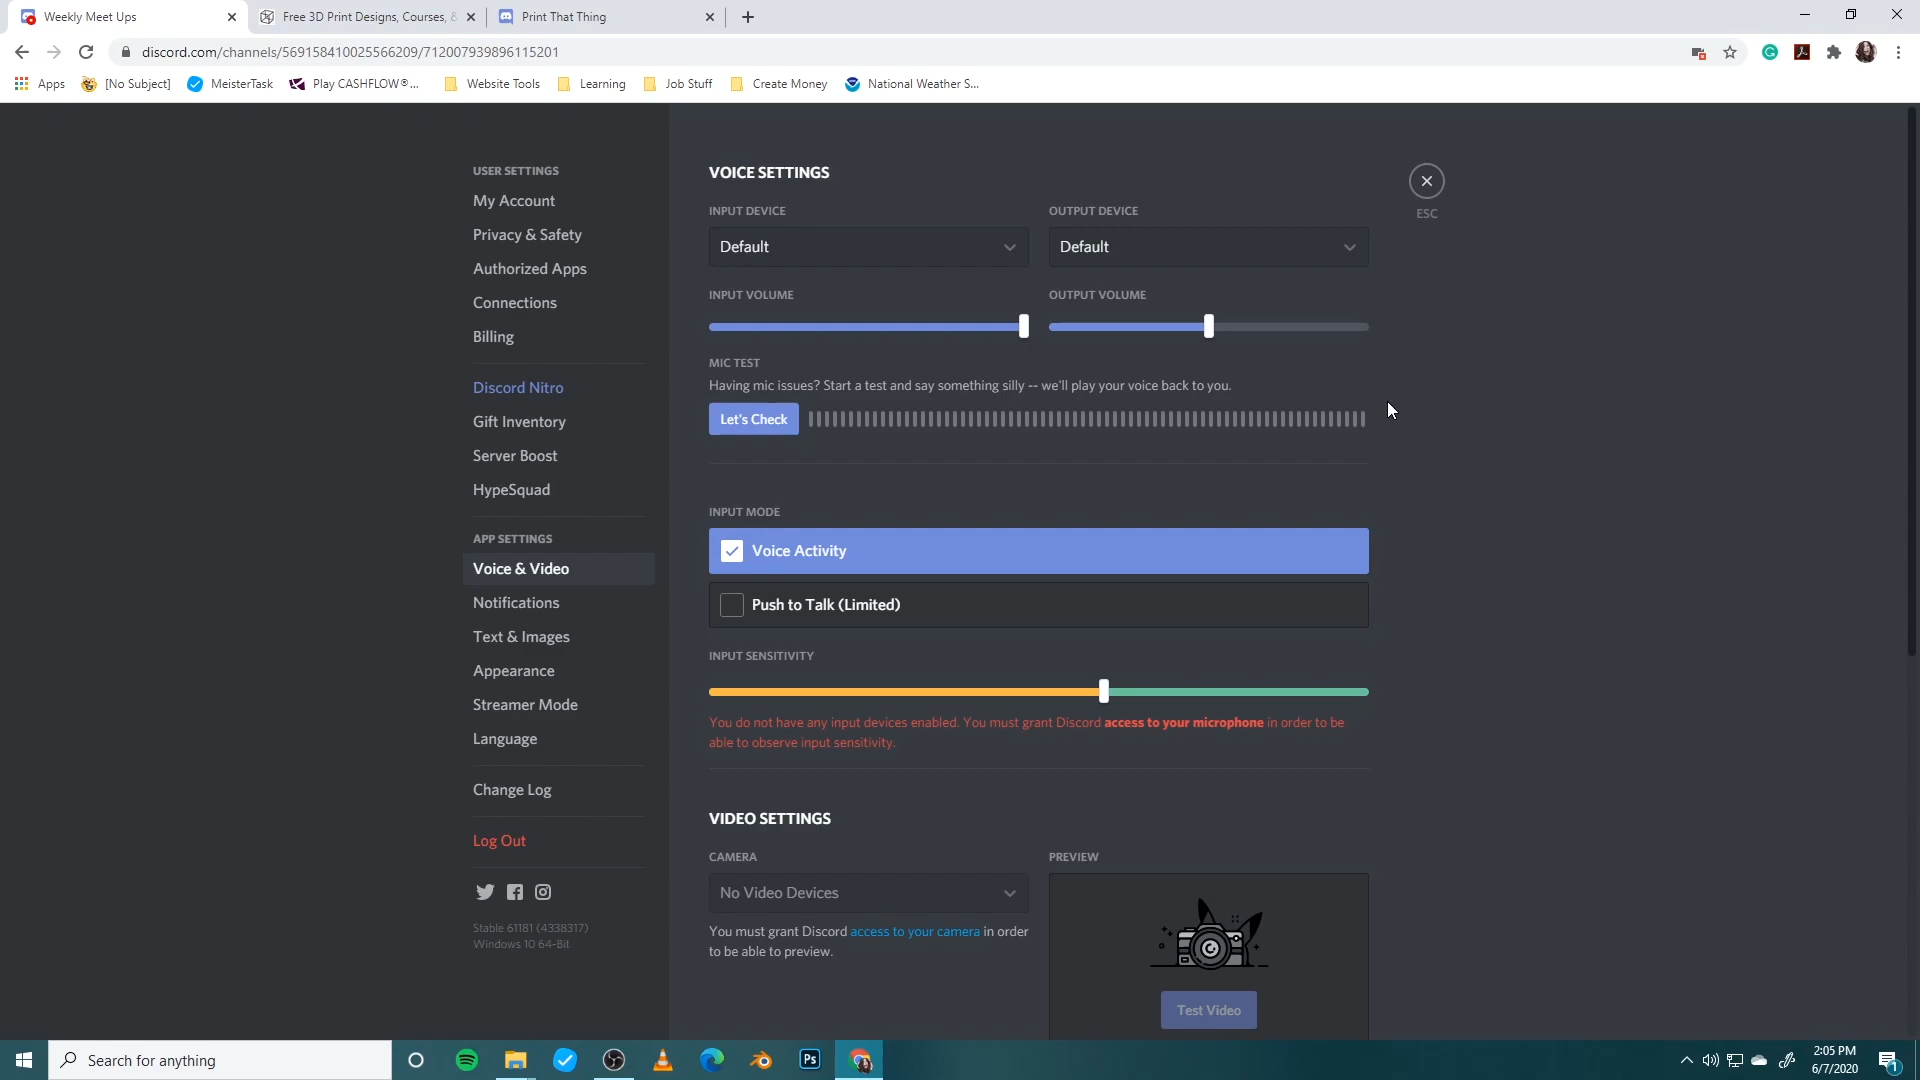 Weekly Meet Ups
Free 3D Print Designs, Courses, &
Print That Thing
discord.com/channels/569158410025566209/712007939896115201
Apps
[No Subject]
MeisterTask
Play CASHFLOW®...
Website Tools
Learning
Job Stuff
Create Money
National Weather S...
USER SETTINGS
My Account
Privacy & Safety
Authorized Apps
Connections
Billing
Discord Nitro
Gift Inventory
Server Boost
HypeSquad
APP SETTINGS
Voice & Video
Notifications
Text & Images
Appearance
Streamer Mode
Language
Change Log
Log Out
Stable 61181 (4338317)
Windows 10 64-Bit
VOICE SETTINGS
INPUT DEVICE
Default
OUTPUT DEVICE
Default
INPUT VOLUME
OUTPUT VOLUME
MIC TEST
Having mic issues? Start a test and say something silly -- we'll play your voice back to you.
Let's Check
INPUT MODE
Voice Activity
Push to Talk (Limited)
INPUT SENSITIVITY
You do not have any input devices enabled. You must grant Discord access to your microphone in order to be
able to observe input sensitivity.
VIDEO SETTINGS
CAMERA
No Video Devices
You must grant Discord access to your camera in order
to be able to preview.
PREVIEW
Test Video
ESC
Search for anything
Ps
2:05 PM
6/7/2020
1